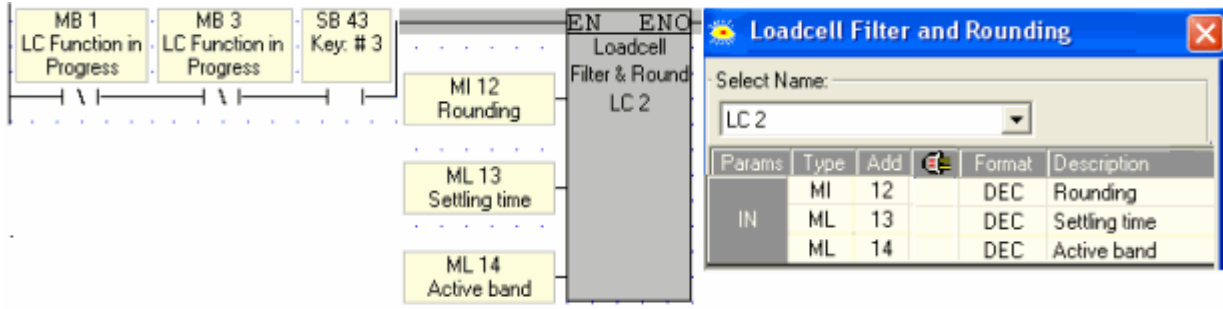 MB 1
LC Function in
Progress
MB 3
LC Function in
Progress
SB 43
Key: # 3
EN ENO
Loadcell
Filter & Round
LC 2
MI 12
Rounding
ML 13
Settling time
ML 14
Active band
Loadcell Filter and Rounding
Select Name:
LC 2
Params Type Add Format Description
MI 12 DEC Rounding
IN ML 13 DEC Settling time
ML 14 DEC Active band